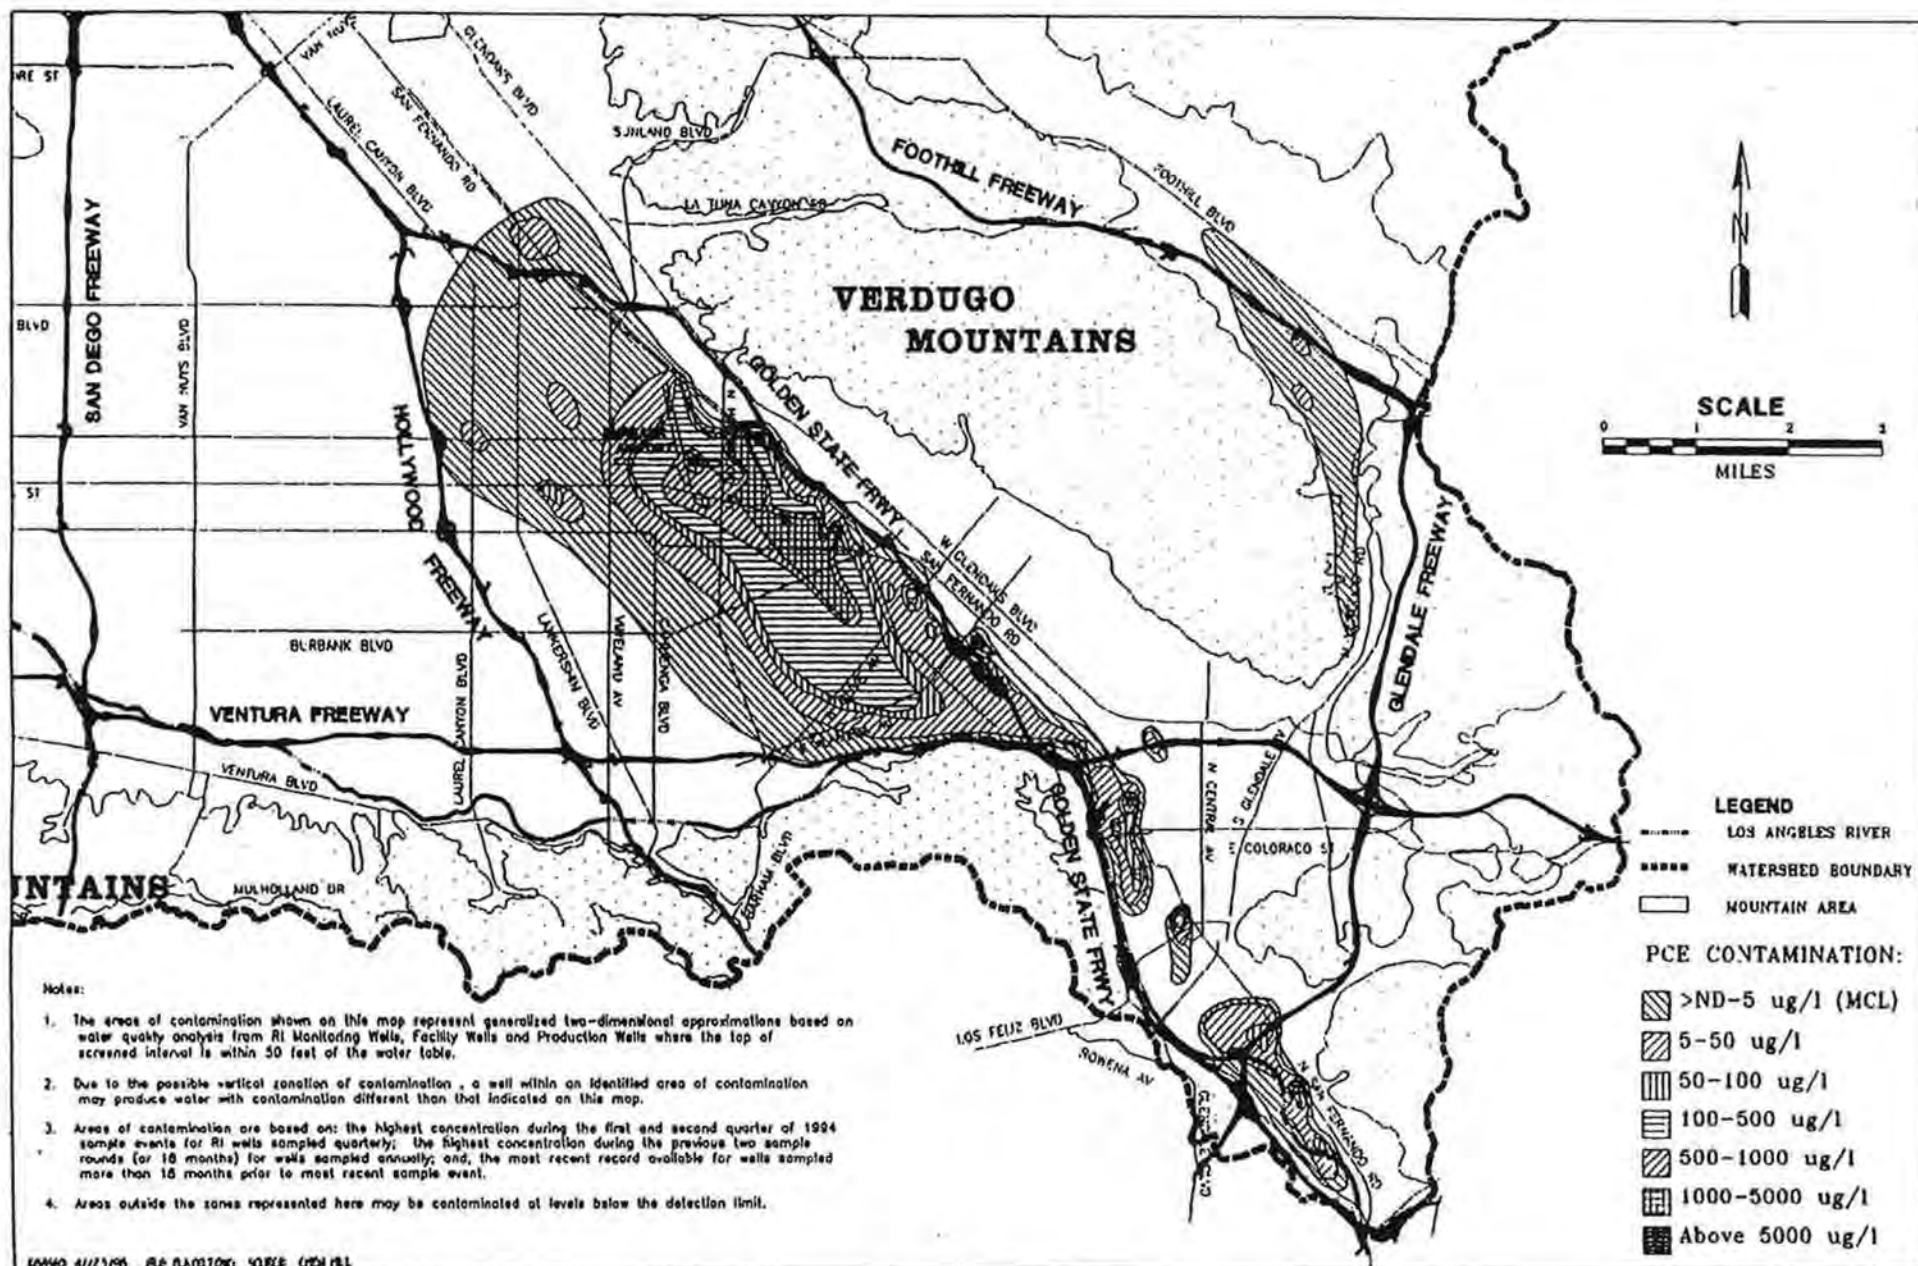 VAN NUY
GLENOAKS BLVD
SAN FERNANDO RD
LAUREL CANYON BLVD
SUNLAND BLVD
FOOTHILL FREEWAY
FOOTHILL BLVD
LA TUNA CANYON RD
SAN DIEGO FREEWAY
VAN NUYS BLVD
BLVD
ST
HOLLYWOOD
FREEWAY
VERDUGO
MOUNTAINS
GOLDEN STATE FRWY.
W GLENOAKS BLVD
SAN FERNANDO RD
GLENDALE FREEWAY
N
SCALE
0 1 2 3
MILES
BURBANK BLVD
LAUREL CANYON BLVD
LANKERSHIM BLVD
VINELAND AV
CAHUENGA BLVD
VENTURA FREEWAY
VENTURA BLVD
BARHAM BLVD
MULHOLLAND DR
UNTAINS
GOLDEN STATE FRWY
N CENTRAL AV
S GLENDALE AV
E COLORADO ST
LOS FELIZ BLVD
ROWENA AV
N SAN FERNANDO RD
LEGEND
LOS ANGELES RIVER
WATERSHED BOUNDARY
MOUNTAIN AREA
PCE CONTAMINATION:
>ND-5 ug/l (MCL)
5-50 ug/l
50-100 ug/l
100-500 ug/l
500-1000 ug/l
1000-5000 ug/l
Above 5000 ug/l
Notes:
1. The areas of contamination shown on this map represent generalized two-dimensional approximations based on
water quality analysis from RI Monitoring Wells, Facility Wells and Production Wells where the top of
screened interval is within 50 feet of the water table.
2. Due to the possible vertical zonation of contamination , a well within an identified area of contamination
may produce water with contamination different than that indicated on this map.
3. Areas of contamination are based on: the highest concentration during the first and second quarter of 1994
sample events for RI wells sampled quarterly; the highest concentration during the previous two sample
rounds (or 18 months) for wells sampled annually; and, the most recent record available for wells sampled
more than 18 months prior to most recent sample event.
4. Areas outside the zones represented here may be contaminated at levels below the detection limit.